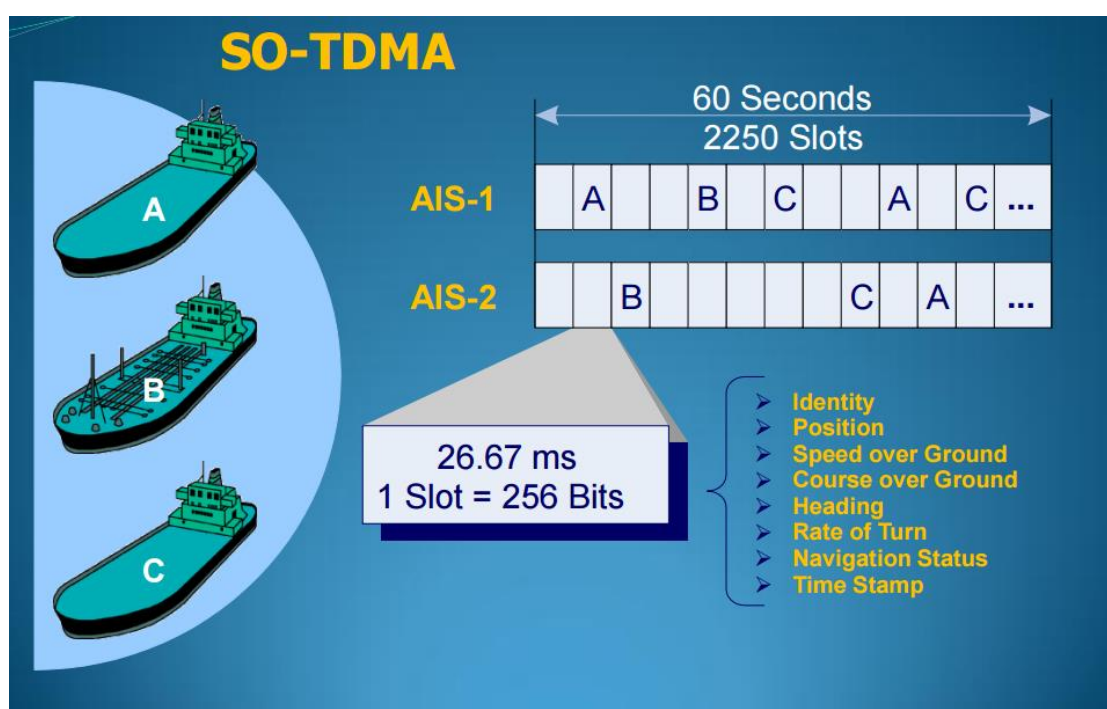 SO-TDMA
A
B
C
60 Seconds
2250 Slots
AIS-1 A B C A C ...
AIS-2 B C A ...
26.67 ms
1 Slot = 256 Bits
Identity
Position
Speed over Ground
Course over Ground
Heading
Rate of Turn
Navigation Status
Time Stamp